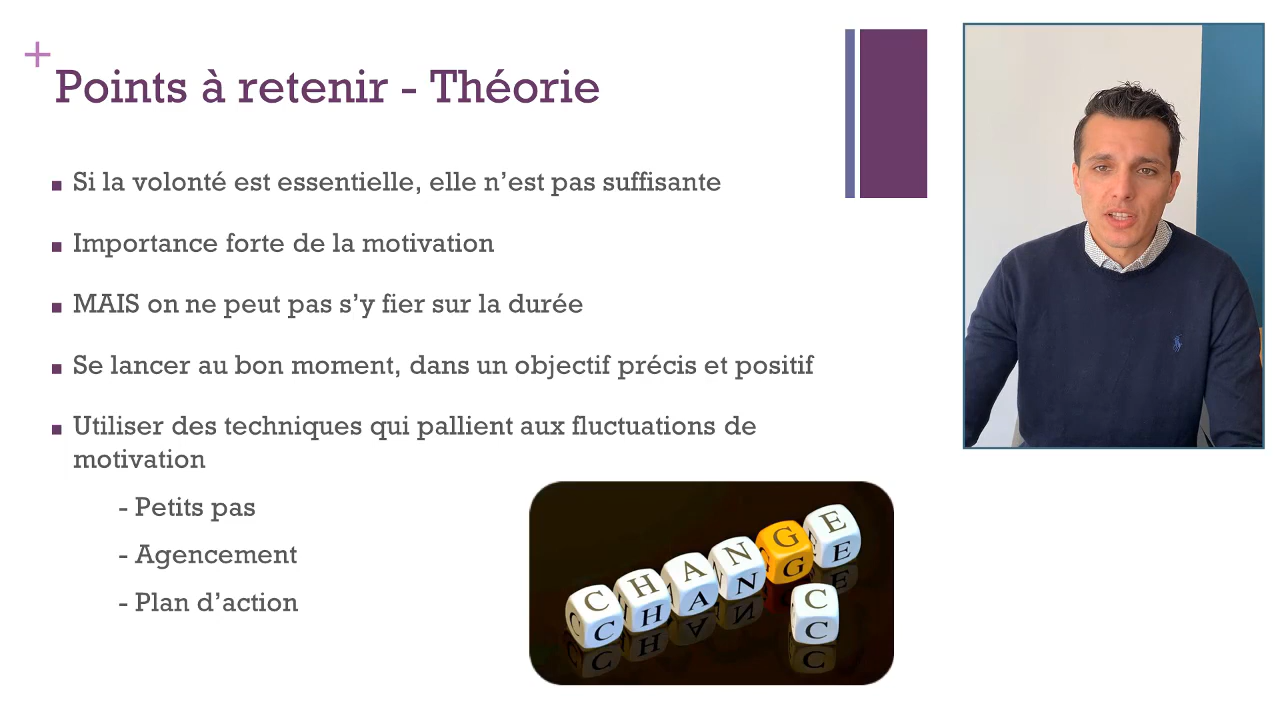 +
Points à retenir - Théorie
▪ Si la volonté est essentielle, elle n’est pas suffisante
▪ Importance forte de la motivation
▪ MAIS on ne peut pas s’y fier sur la durée
▪ Se lancer au bon moment, dans un objectif précis et positif
▪ Utiliser des techniques qui pallient aux fluctuations de
motivation
- Petits pas
- Agencement
- Plan d’action
CHANGE
CHANGE
C
C